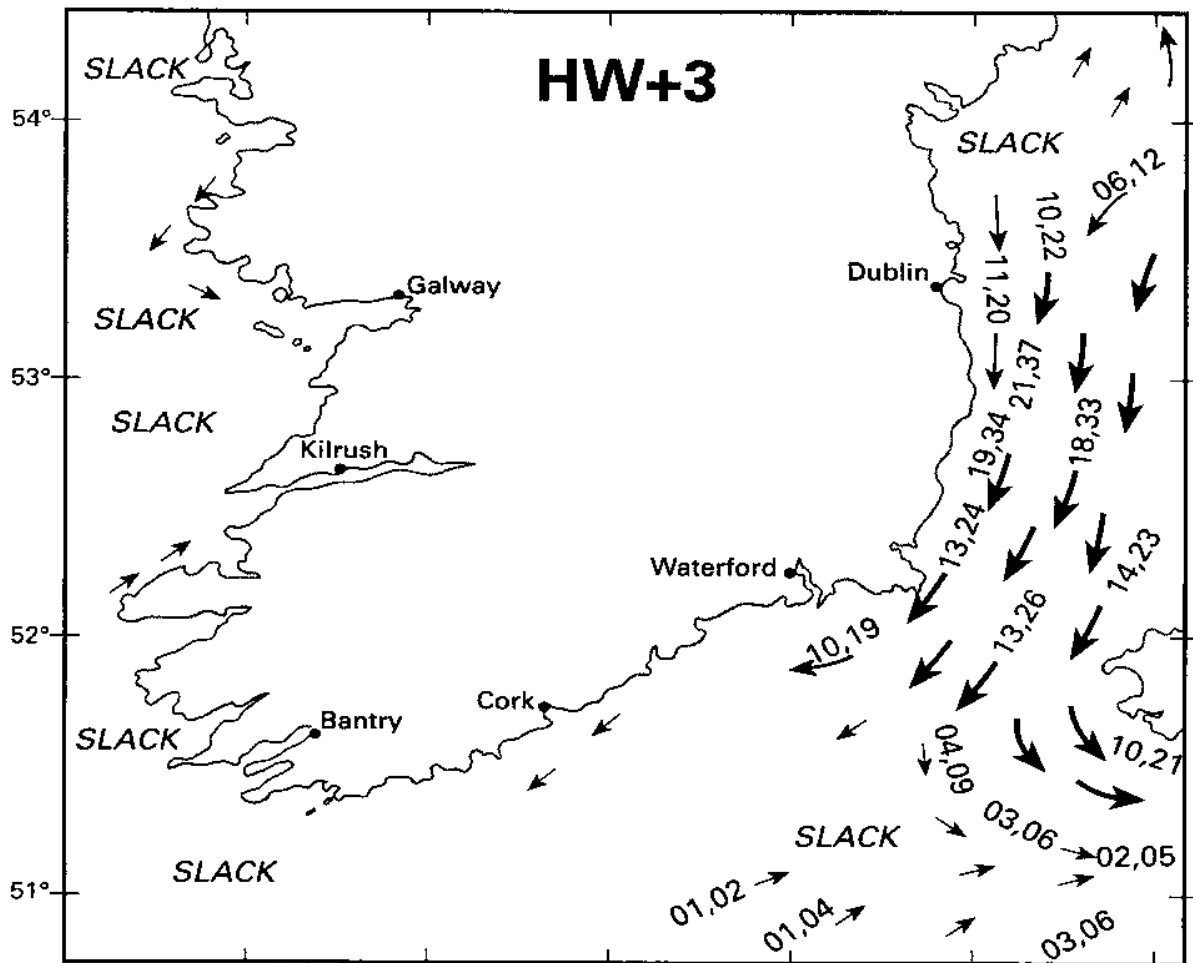 HW+3
SLACK
54°
SLACK
06,12
10,22
Dublin
11,20
Galway
SLACK
53°
21,37
SLACK
19,34
18,33
Kilrush
13,24
14,23
Waterford
52°
10,19
13,26
Cork
Bantry
SLACK
04,09
10,21
03,06
SLACK
02,05
SLACK
51°
01,02
01,04
03,06